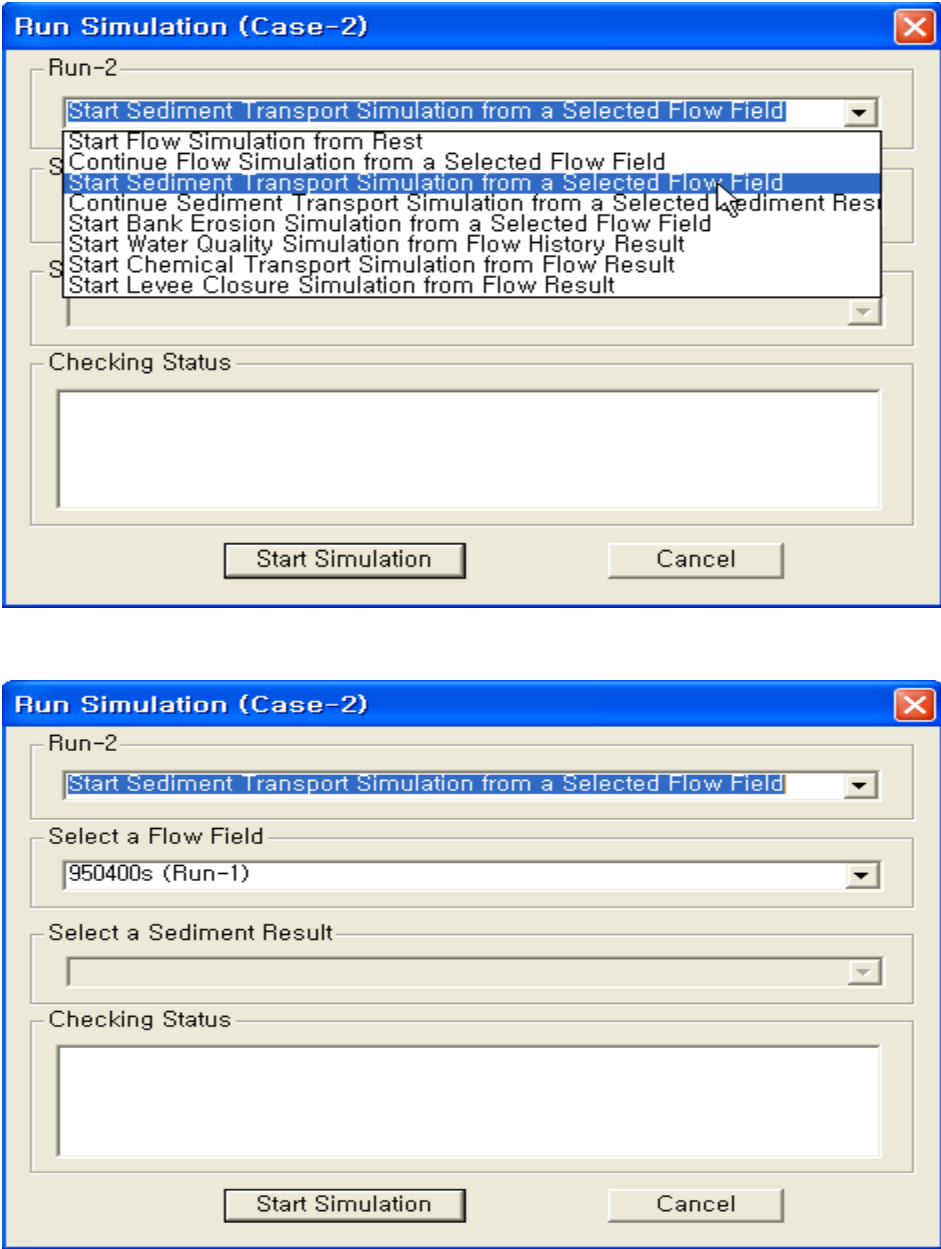 Run Simulation (Case-2)
Run-2
Start Sediment Transport Simulation from a Selected Flow Field
Start Flow Simulation from Rest
Continue Flow Simulation from a Selected Flow Field
Start Sediment Transport Simulation from a Selected Flow Field
Continue Sediment Transport Simulation from a Selected Sediment Resu
Start Bank Erosion Simulation from a Selected Flow Field
Start Water Quality Simulation from Flow History Result
Start Chemical Transport Simulation from Flow Result
Start Levee Closure Simulation from Flow Result
S
S
Checking Status
Start Simulation
Cancel
Run Simulation (Case-2)
Run-2
Start Sediment Transport Simulation from a Selected Flow Field
Select a Flow Field
950400s (Run-1)
Select a Sediment Result
Checking Status
Start Simulation
Cancel